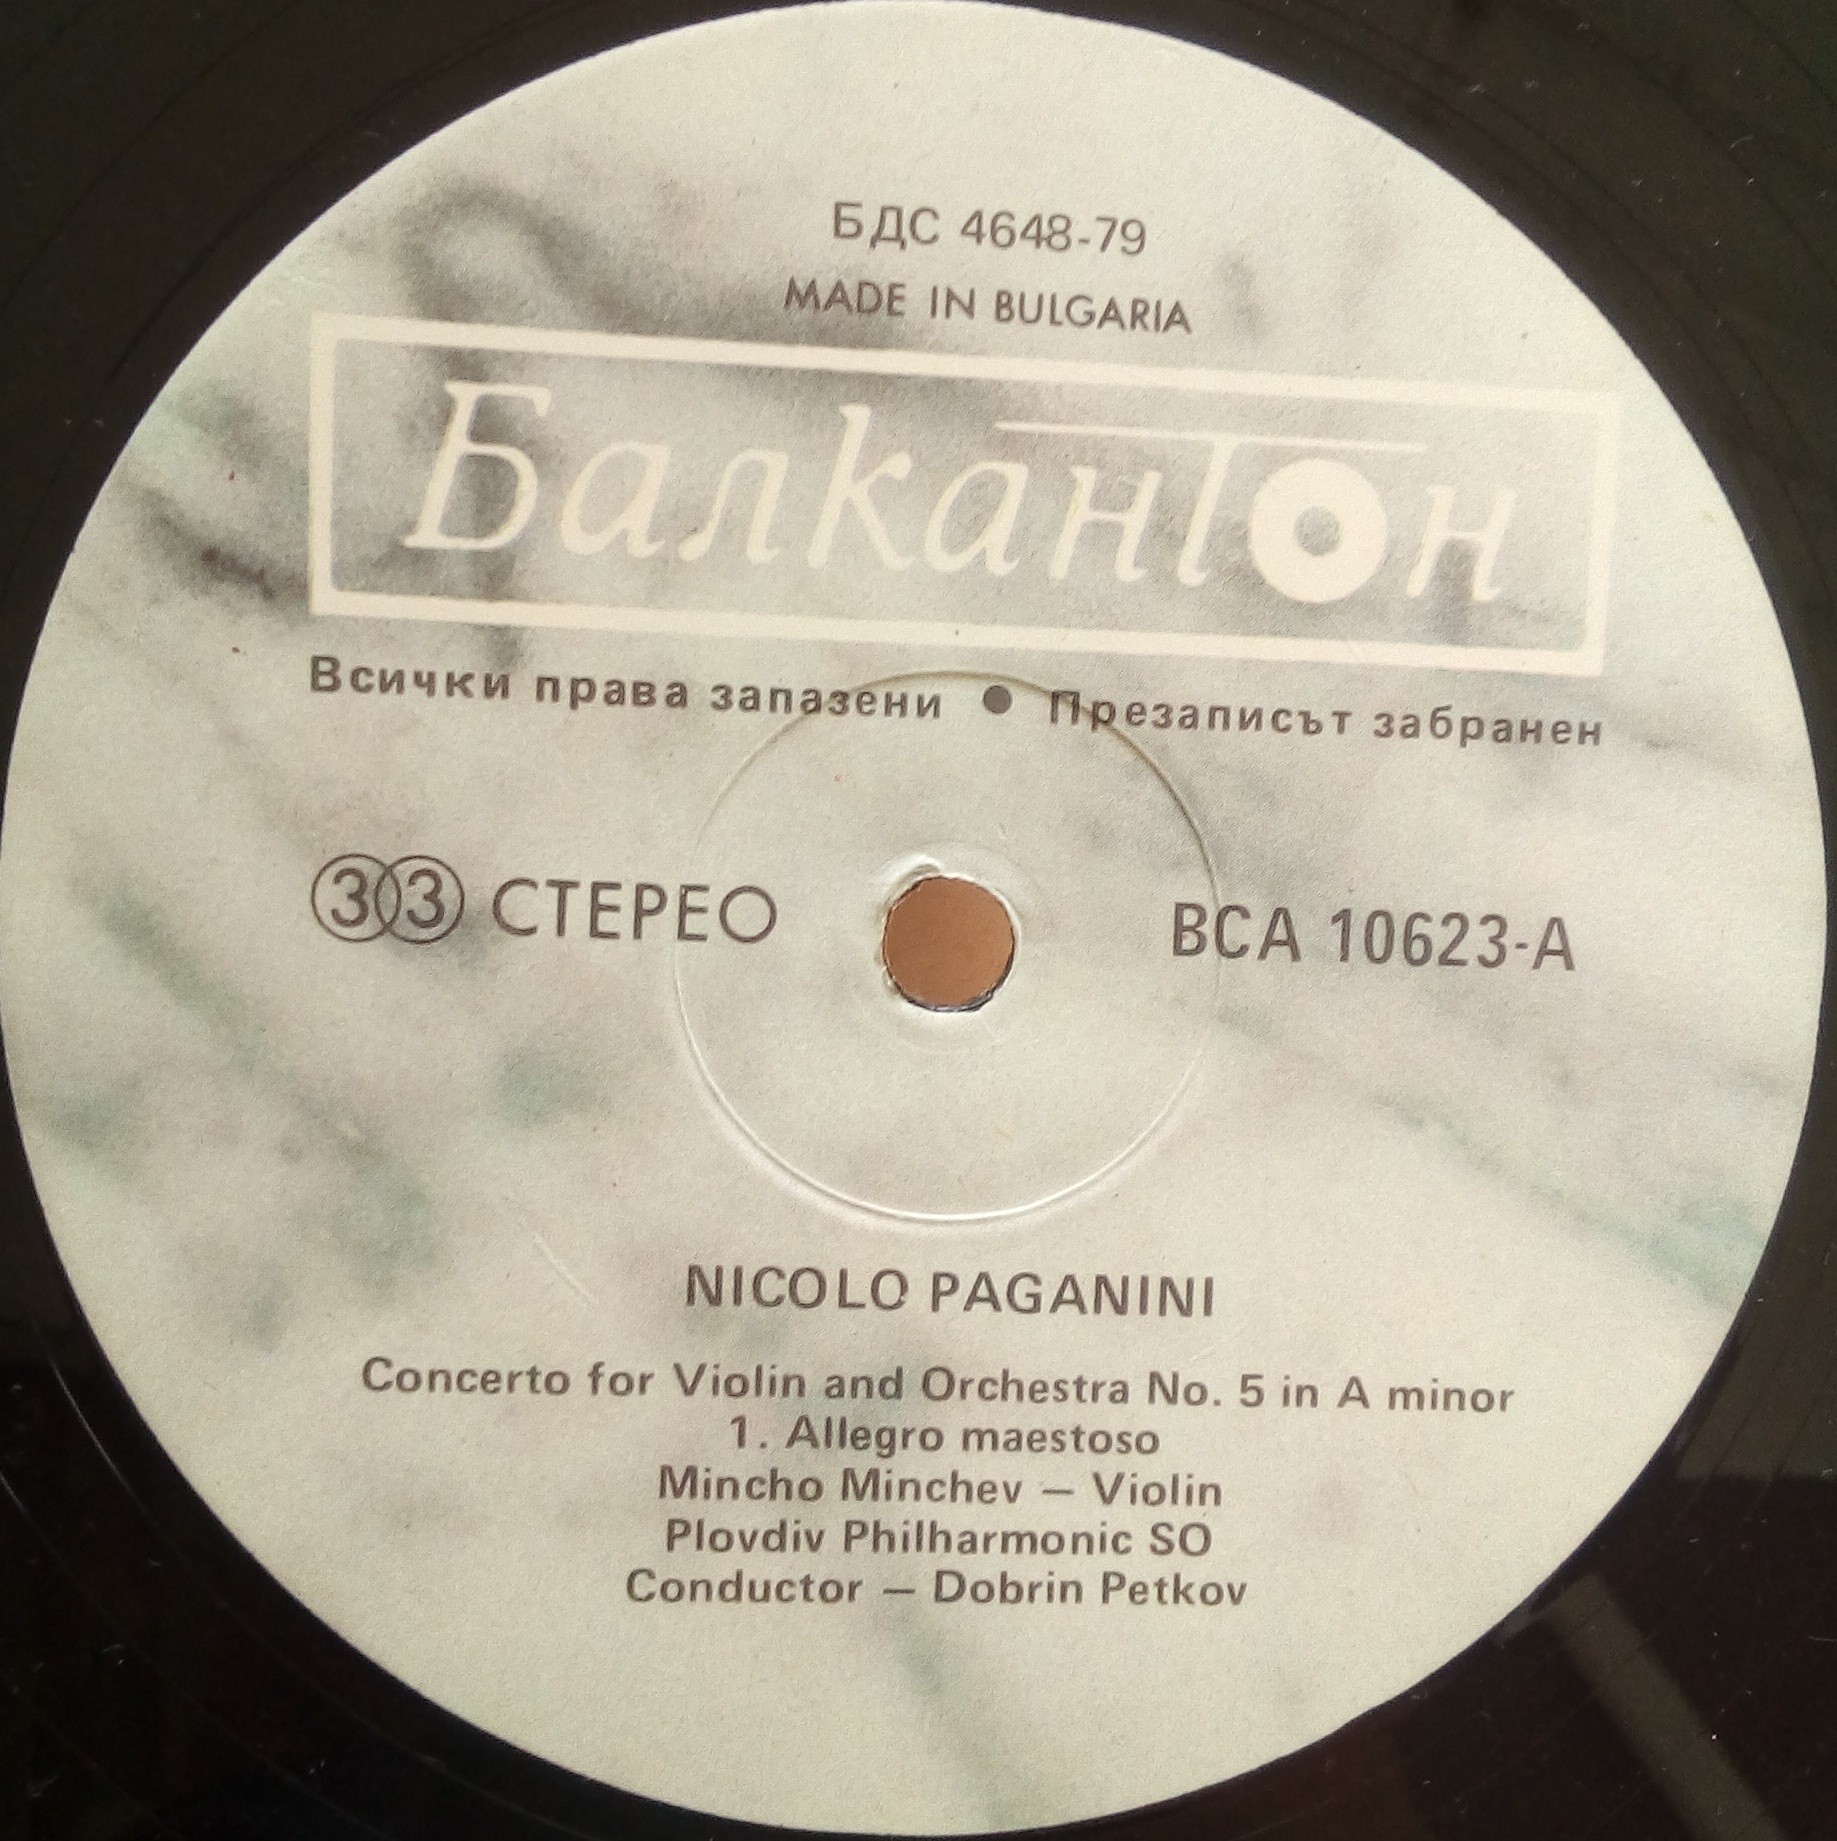 БДС 4648-79
MADE IN BULGARIA
Балкантон
Всички права запазени ● Презаписът забранен
33 СТЕРЕО BCA 10623-A
NICOLO PAGANINI
Concerto for Violin and Orchestra No. 5 in A minor
1. Allegro maestoso
Mincho Minchev — Violin
Plovdiv Philharmonic SO
Conductor — Dobrin Petkov